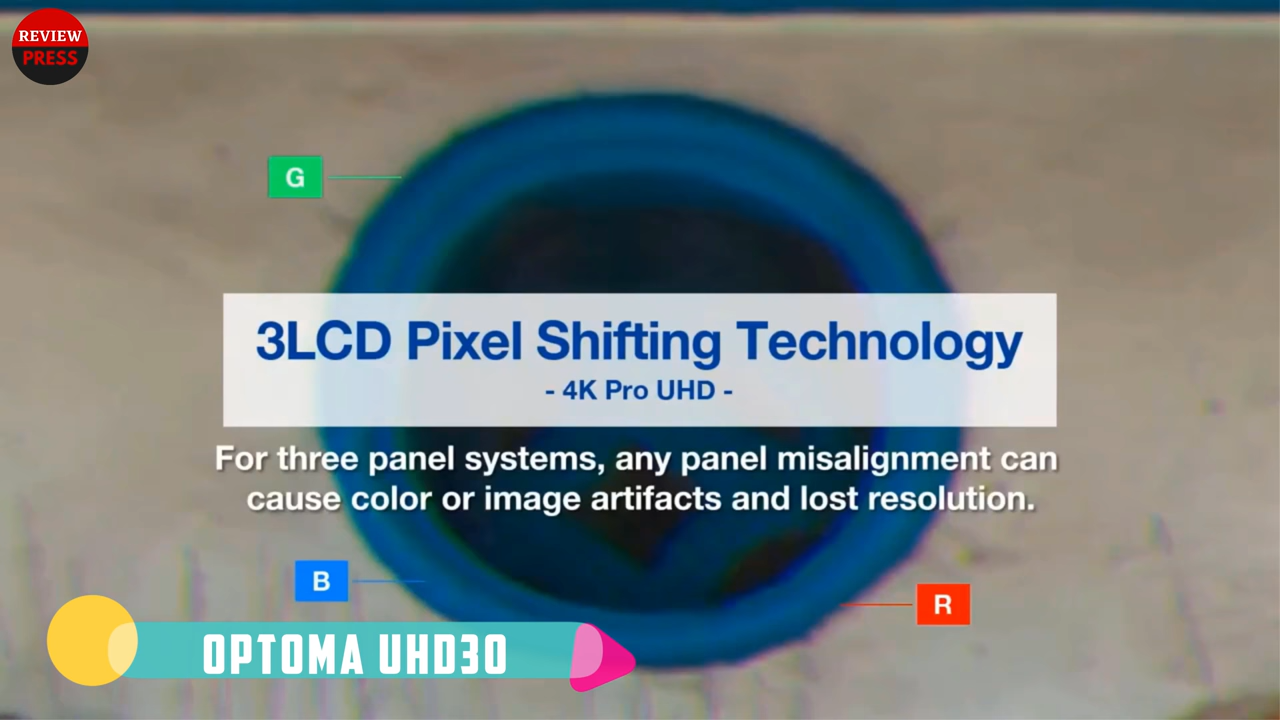 REVIEW
PRESS
G
3LCD Pixel Shifting Technology
- 4K Pro UHD -
For three panel systems, any panel misalignment can
cause color or image artifacts and lost resolution.
B
R
OPTOMA UHD30